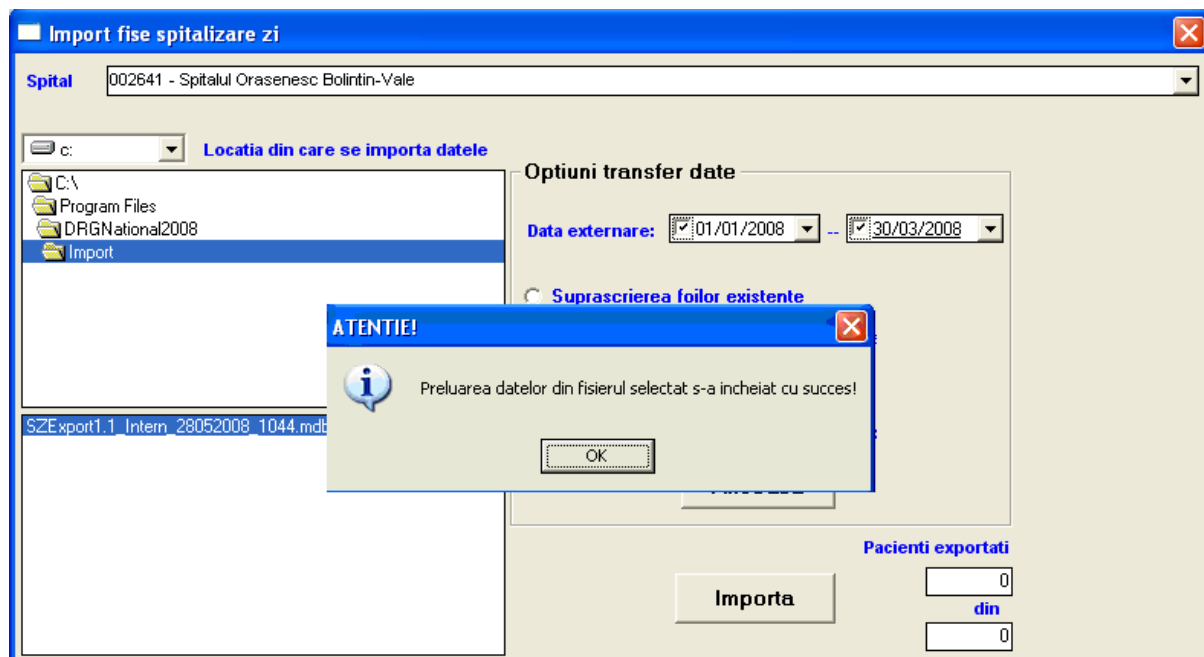 Import fise spitalizare zi
Spital 002641 - Spitalul Orasenesc Bolintin-Vale
c: Locatia din care se importa datele
C:\
Program Files
DRGNational2008
Import
Optiuni transfer date
Data externare: 01/01/2008 -- 30/03/2008
Suprascrierea foilor existente
ATENTIE!
Preluarea datelor din fisierul selectat s-a incheiat cu succes!
OK
SZExport1.1_Intern_28052008_1044.mdb
Pacienti exportati
0
din
0
Importa